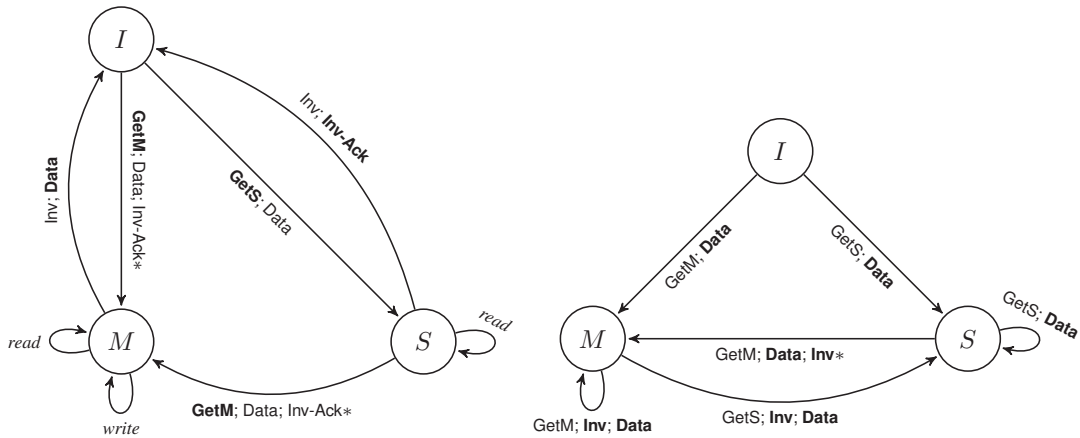 I
Inv; Data
GetM; Data; Inv-Ack*
GetS; Data
Inv; Inv-Ack
read
M
write
S
read
GetM; Data; Inv-Ack*
I
GetM; Data
GetS; Data
M
GetM; Data; Inv*
S
GetS; Data
GetM; Inv; Data
GetS; Inv; Data